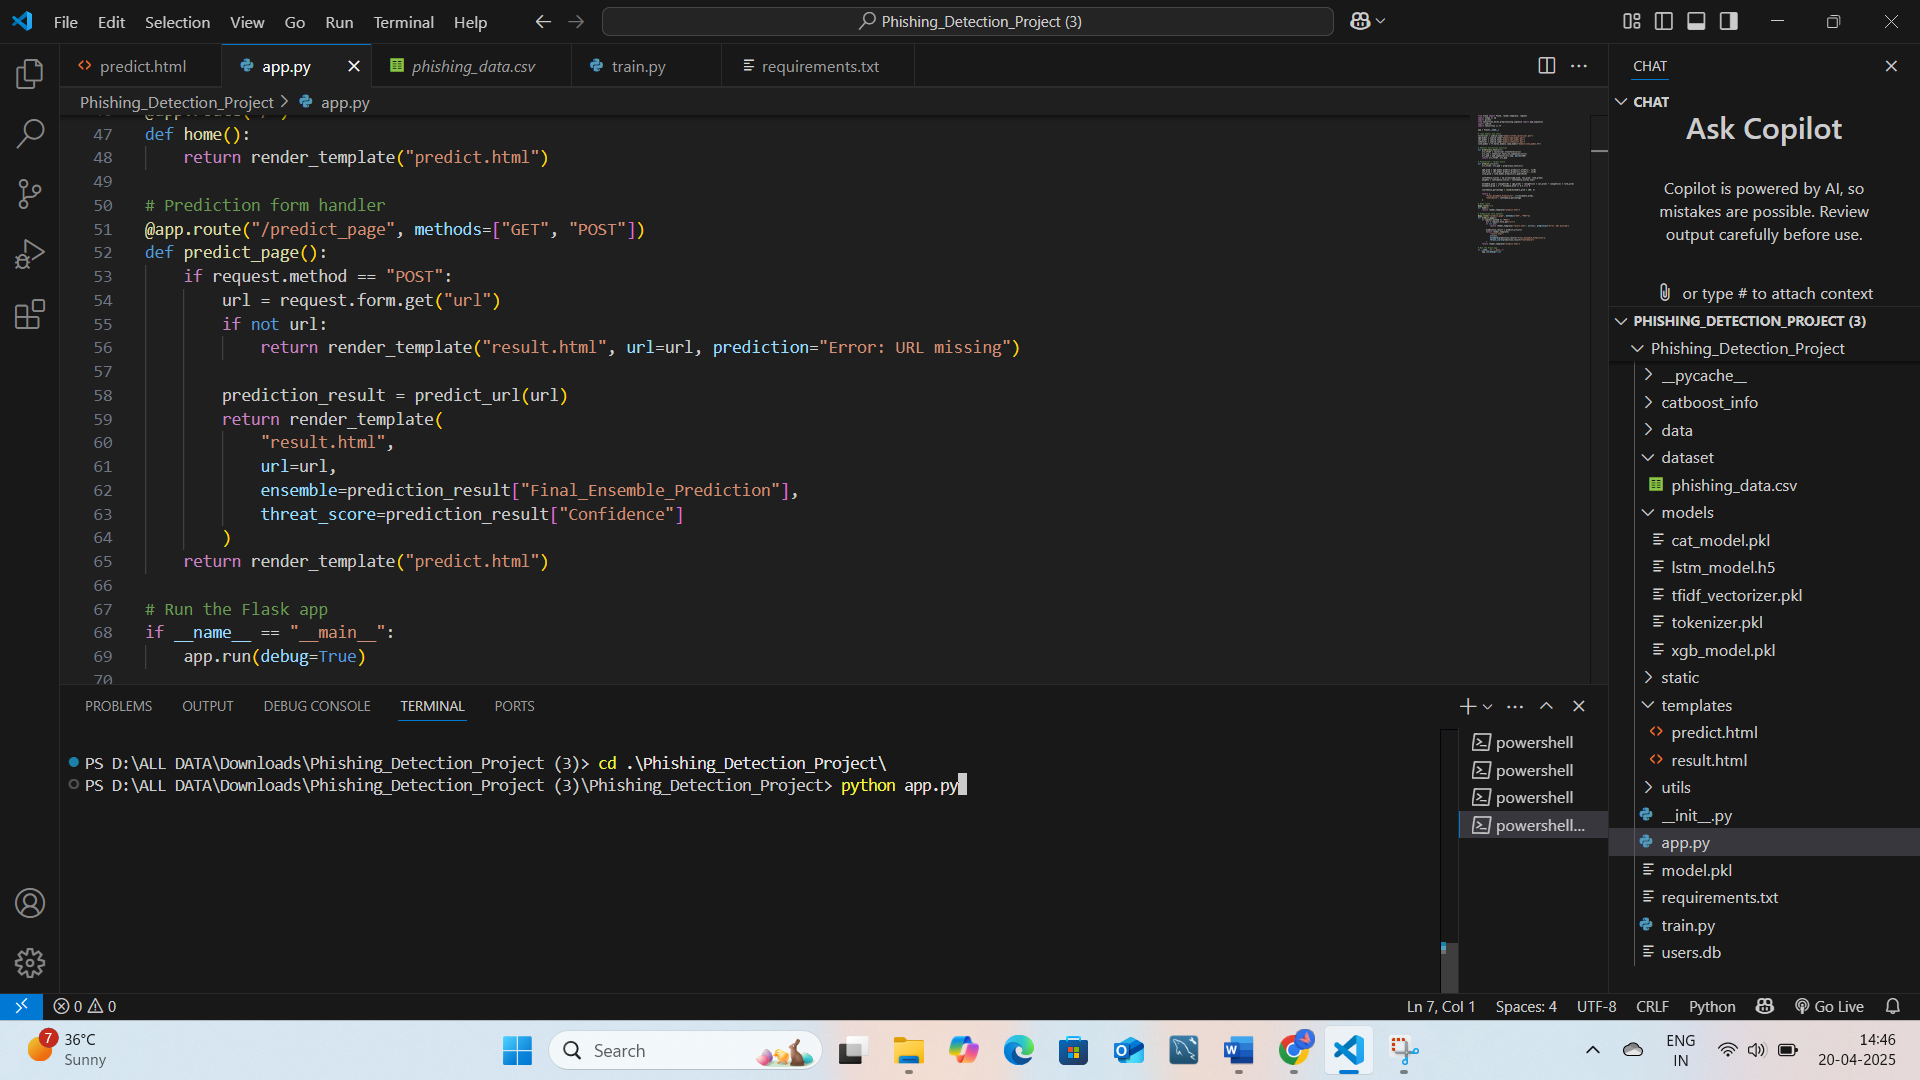 File Edit Selection View Go Run Terminal Help
Phishing_Detection_Project (3)
predict.html
app.py
phishing_data.csv
train.py
requirements.txt
Phishing_Detection_Project > app.py
47 def home():
48 return render_template("predict.html")
49
50 # Prediction form handler
51 @app.route("/predict_page", methods=["GET", "POST"])
52 def predict_page():
53 if request.method == "POST":
54 url = request.form.get("url")
55 if not url:
56 return render_template("result.html", url=url, prediction="Error: URL missing")
57
58 prediction_result = predict_url(url)
59 return render_template(
60 "result.html",
61 url=url,
62 ensemble=prediction_result["Final_Ensemble_Prediction"],
63 threat_score=prediction_result["Confidence"]
64 )
65 return render_template("predict.html")
66
67 # Run the Flask app
68 if __name__ == "__main__":
69 app.run(debug=True)
70
PROBLEMS OUTPUT DEBUG CONSOLE TERMINAL PORTS
PS D:\ALL DATA\Downloads\Phishing_Detection_Project (3)> cd .\Phishing_Detection_Project\
PS D:\ALL DATA\Downloads\Phishing_Detection_Project (3)\Phishing_Detection_Project> python app.py
powershell
powershell
powershell
powershell...
CHAT
CHAT
Ask Copilot
Copilot is powered by AI, so
mistakes are possible. Review
output carefully before use.
or type # to attach context
PHISHING_DETECTION_PROJECT (3)
Phishing_Detection_Project
__pycache__
catboost_info
data
dataset
phishing_data.csv
models
cat_model.pkl
lstm_model.h5
tfidf_vectorizer.pkl
tokenizer.pkl
xgb_model.pkl
static
templates
predict.html
result.html
utils
__init__.py
app.py
model.pkl
requirements.txt
train.py
users.db
0 0
Ln 7, Col 1 Spaces: 4 UTF-8 CRLF Python Go Live
7
36°C
Sunny
Search
ENG
IN
14:46
20-04-2025